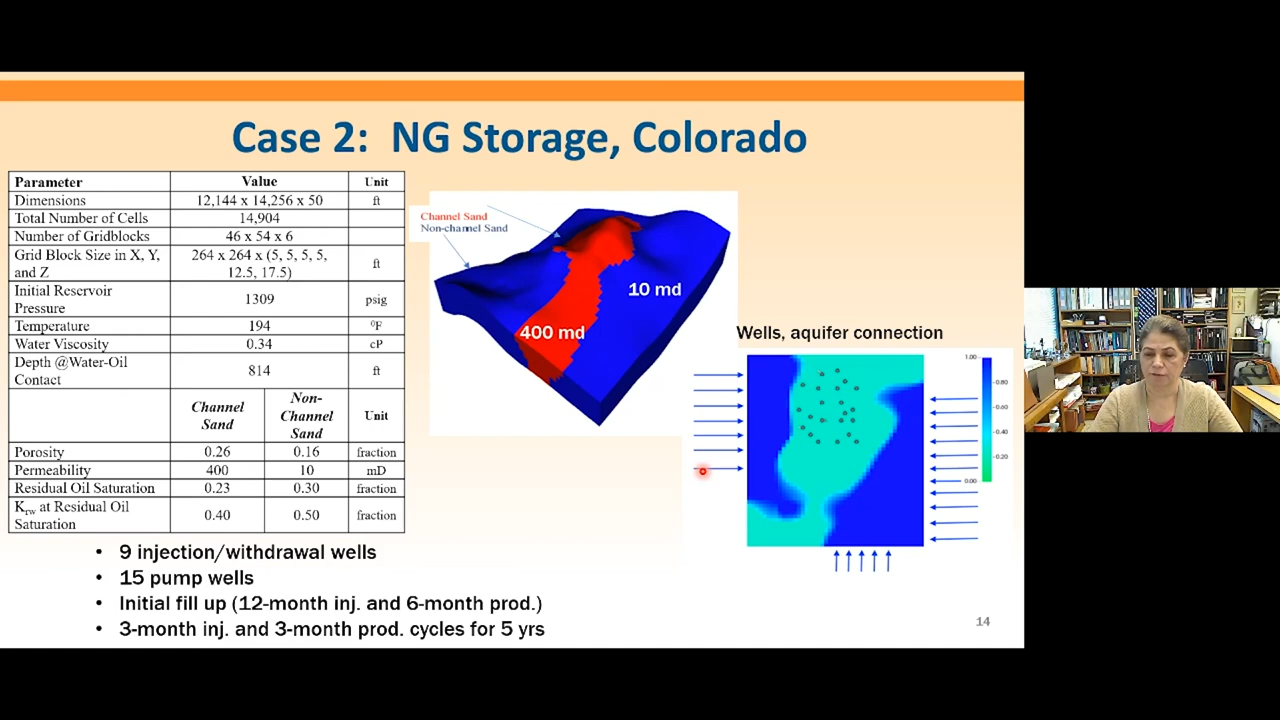 Case 2: NG Storage, Colorado
Parameter Value Unit
Dimensions 12,144 x 14,256 x 50 ft
Total Number of Cells 14,904
Number of Gridblocks 46 x 54 x 6
Grid Block Size in X, Y, and Z 264 x 264 x (5, 5, 5, 5, 12.5, 17.5) ft
Initial Reservoir Pressure 1309 psig
Temperature 194 ⁰F
Water Viscosity 0.34 cP
Depth @Water-Oil Contact 814 ft
Channel Sand Non-Channel Sand Unit
Porosity 0.26 0.16 fraction
Permeability 400 10 mD
Residual Oil Saturation 0.23 0.30 fraction
Krw at Residual Oil Saturation 0.40 0.50 fraction
Channel Sand
Non-channel Sand
10 md
400 md
Wells, aquifer connection
1.00
0.80
0.60
0.40
0.20
0.00
• 9 injection/withdrawal wells
• 15 pump wells
• Initial fill up (12-month inj. and 6-month prod.)
• 3-month inj. and 3-month prod. cycles for 5 yrs
14